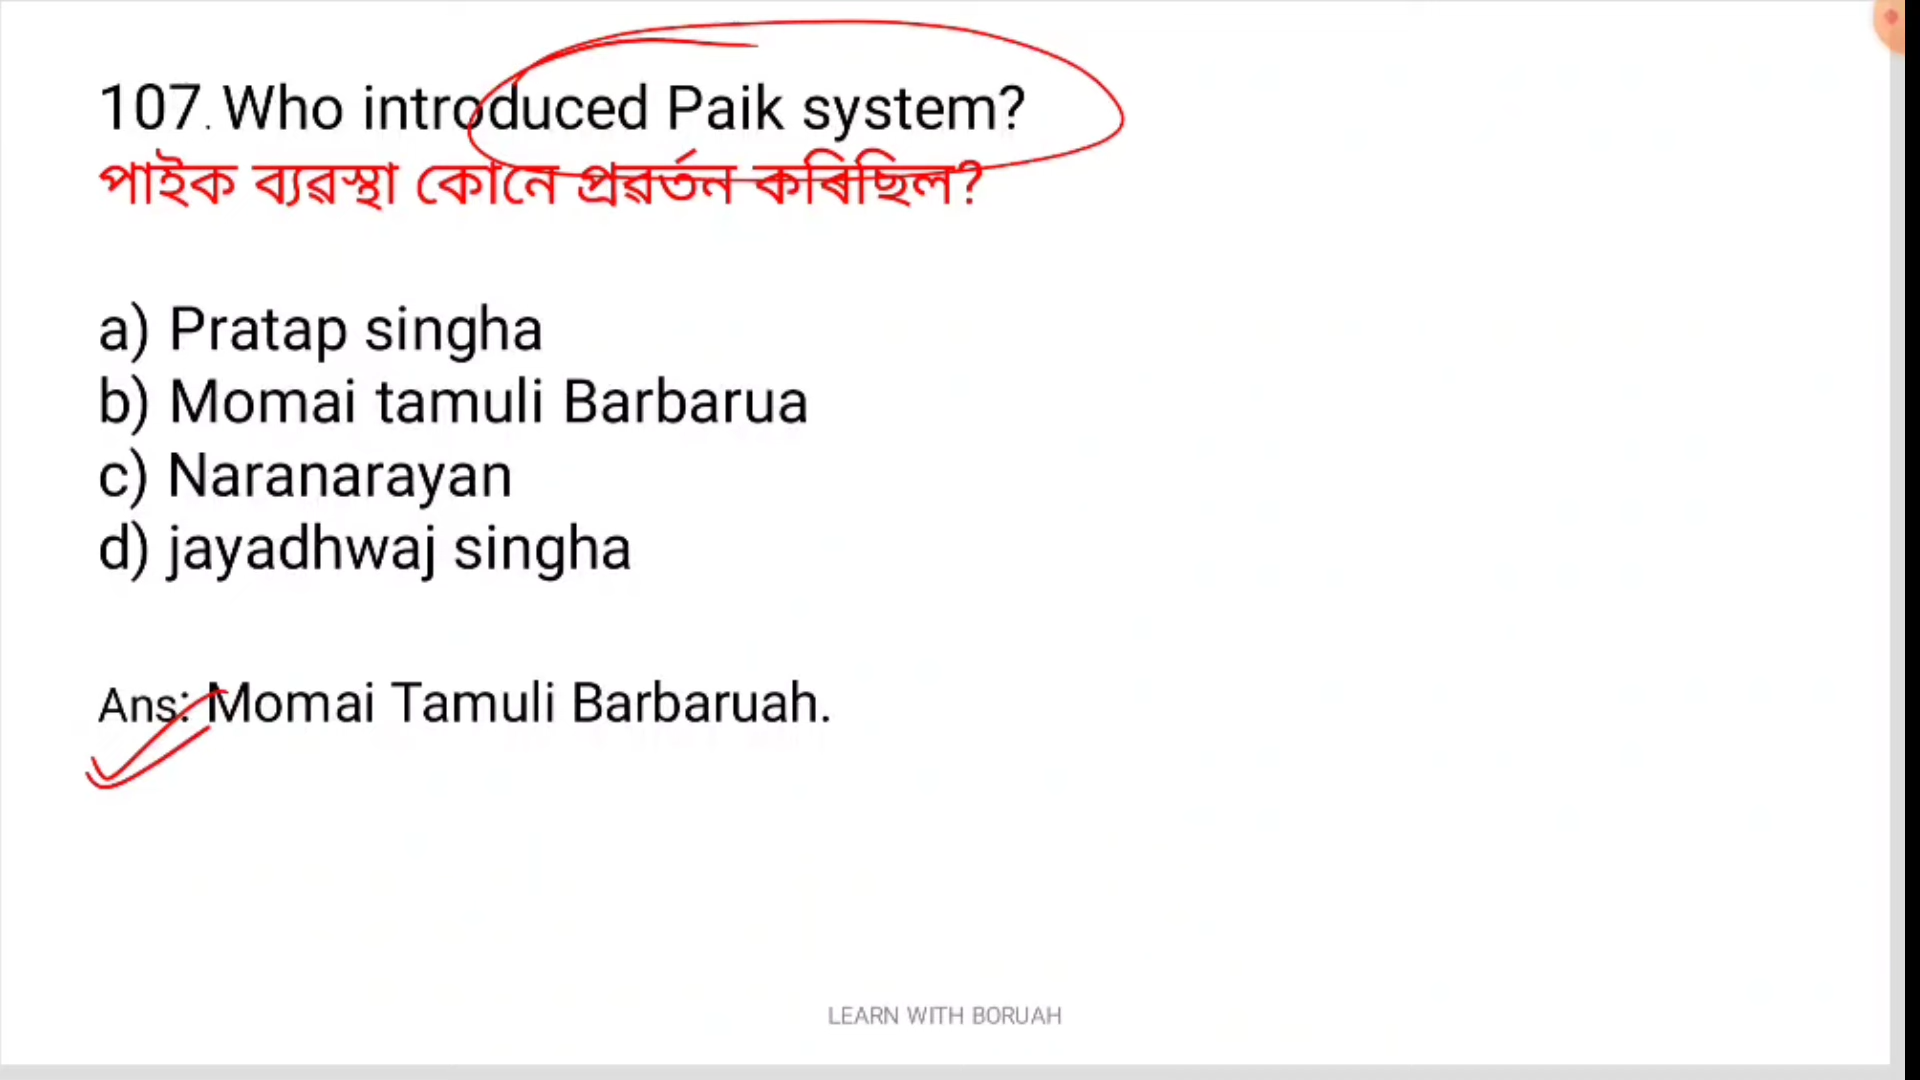 107. Who introduced Paik system?
পাইক ব্যৱস্থা কোনে প্ৰৱৰ্তন কৰিছিল?
a) Pratap singha
b) Momai tamuli Barbarua
c) Naranarayan
d) jayadhwaj singha
Ans: Momai Tamuli Barbaruah.
LEARN WITH BORUAH